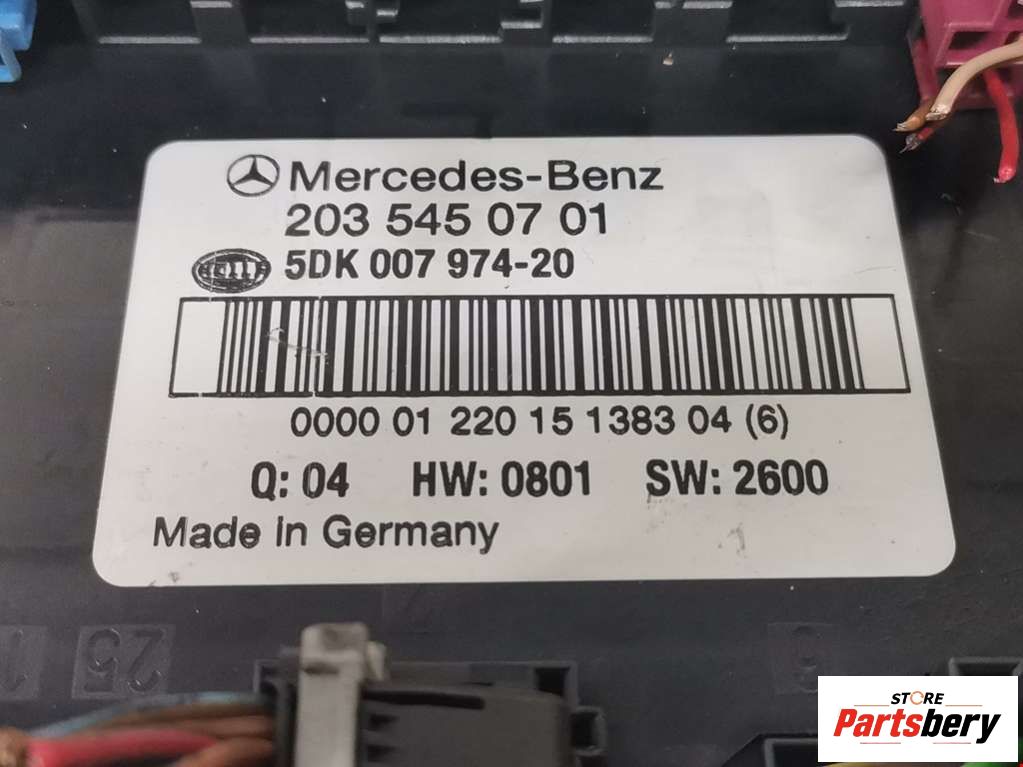 Mercedes-Benz
203 545 07 01
HELLA 5DK 007 974-20
0000 01 220 15 1383 04 (6)
Q: 04 HW: 0801 SW: 2600
Made in Germany
25
STORE
Partsbery